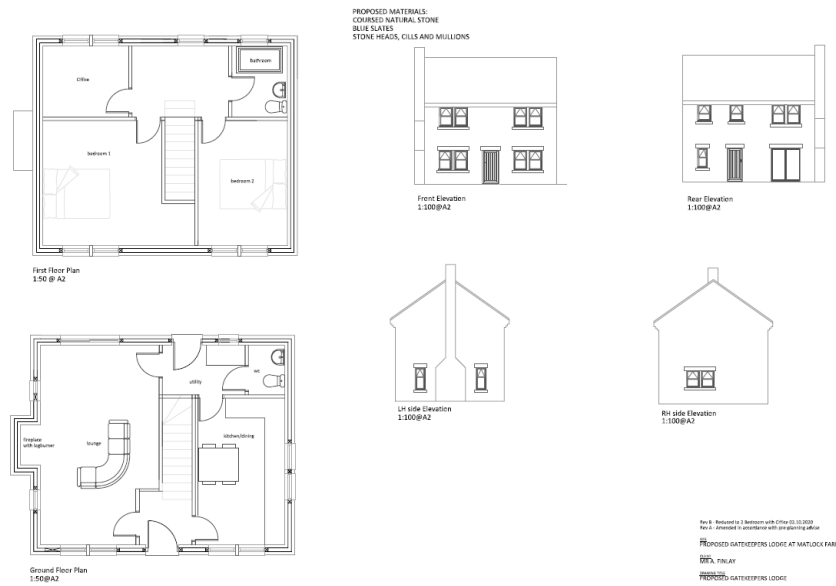 PROPOSED MATERIALS:
COURSED NATURAL STONE
BLUE SLATES
STONE HEADS, CILLS AND MULLIONS
Office
bathroom
bedroom 1
bedroom 2
First Floor Plan
1:50 @ A2
Front Elevation
1:100@A2
Rear Elevation
1:100@A2
LH side Elevation
1:100@A2
RH side Elevation
1:100@A2
utility
wc
fireplace
with logburner
lounge
kitchen/dining
Ground Floor Plan
1:50@A2
Rev B - Reduced to 2 Bedroom with Office 02.10.2020
Rev A - Amended in accordance with pre-planning advise
PROPOSED GATEKEEPERS LODGE AT MATLOCK FAR
MR A. FINLAY
DRAWING TITLE
PROPOSED GATEKEEPERS LODGE